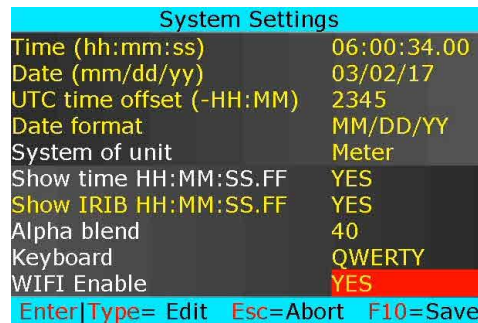 System Settings
Time (hh:mm:ss) 06:00:34.00
Date (mm/dd/yy) 03/02/17
UTC time offset (-HH:MM) 2345
Date format MM/DD/YY
System of unit Meter
Show time HH:MM:SS.FF YES
Show IRIB HH:MM:SS.FF YES
Alpha blend 40
Keyboard QWERTY
WIFI Enable YES
Enter|Type= Edit Esc=Abort F10=Save